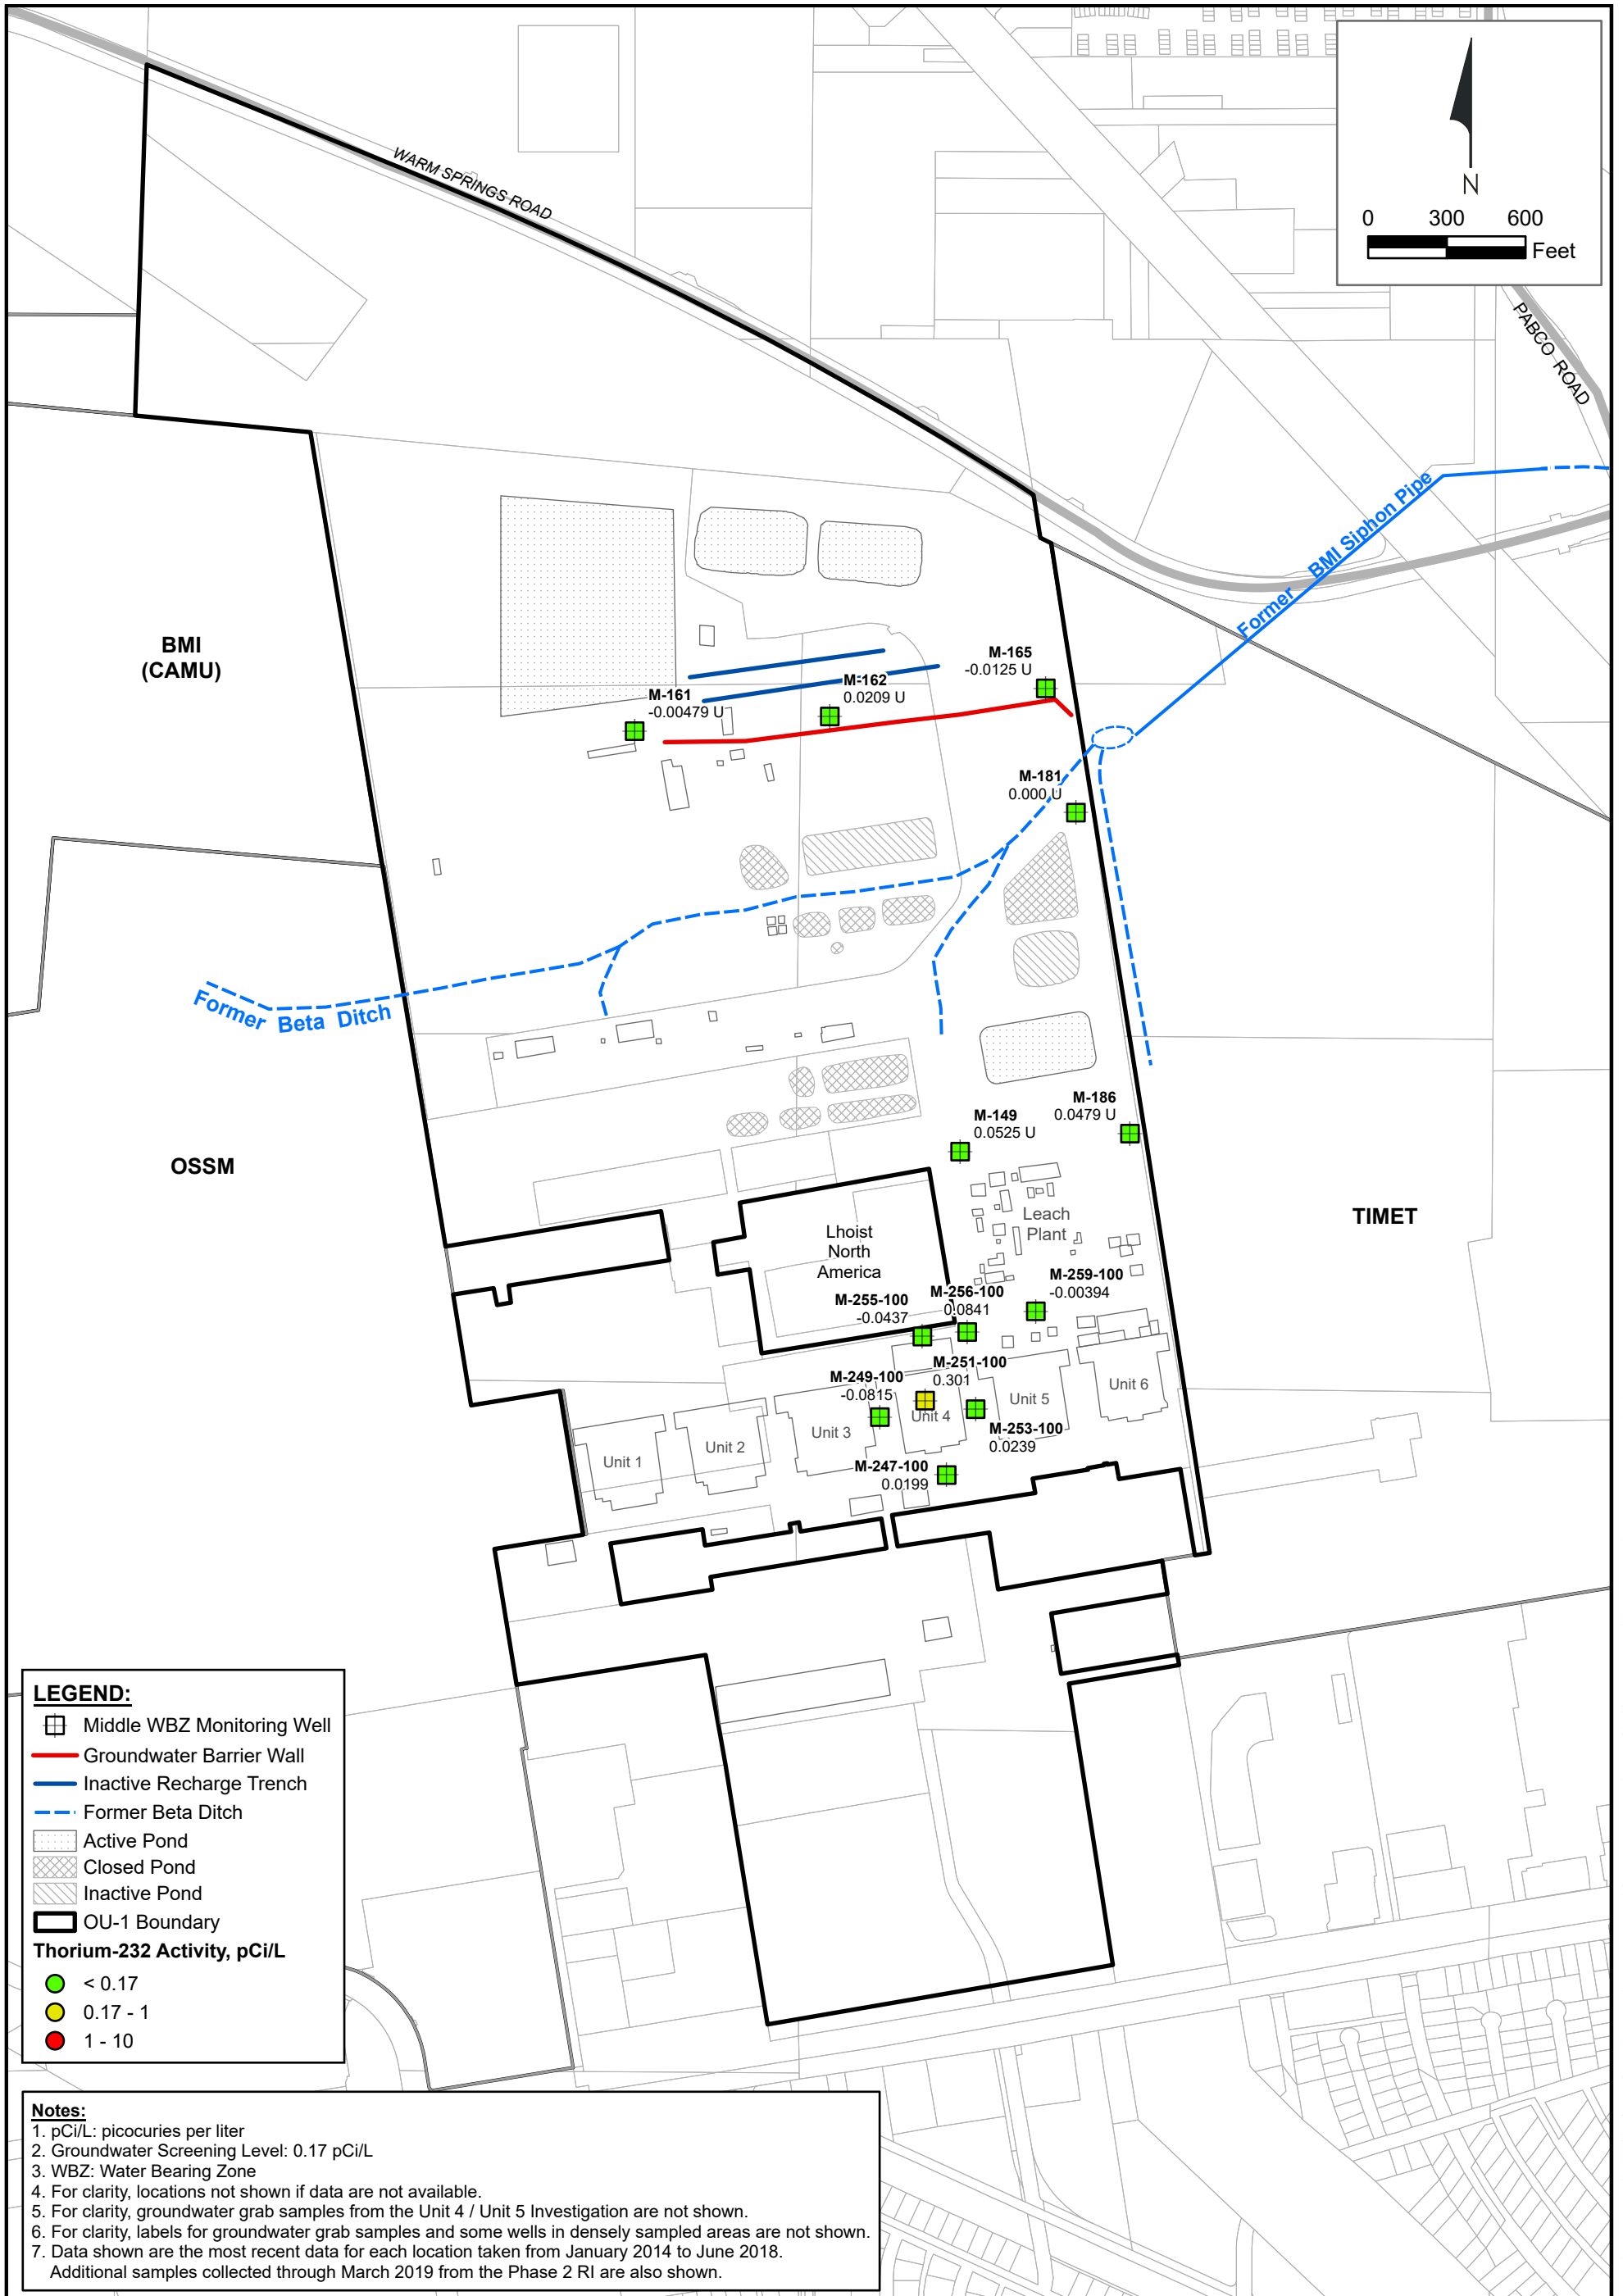 WARM SPRINGS ROAD
N
0 300 600
Feet
PABCO ROAD
Former BMI Siphon Pipe
BMI
(CAMU)
M-165
-0.0125 U
M-162
0.0209 U
M-161
-0.00479 U
M-181
0.000 U
Former Beta Ditch
OSSM
TIMET
M-186
0.0479 U
M-149
0.0525 U
Leach
Plant
Lhoist
North
America
M-259-100
-0.00394
M-256-100
0.0841
M-255-100
-0.0437
M-251-100
0.301
M-249-100
-0.0815
Unit 6
Unit 5
Unit 4
Unit 3
Unit 2
Unit 1
M-253-100
0.0239
M-247-100
0.0199
LEGEND:
Middle WBZ Monitoring Well
Groundwater Barrier Wall
Inactive Recharge Trench
Former Beta Ditch
Active Pond
Closed Pond
Inactive Pond
OU-1 Boundary
Thorium-232 Activity, pCi/L
< 0.17
0.17 - 1
1 - 10
Notes:
1. pCi/L: picocuries per liter
2. Groundwater Screening Level: 0.17 pCi/L
3. WBZ: Water Bearing Zone
4. For clarity, locations not shown if data are not available.
5. For clarity, groundwater grab samples from the Unit 4 / Unit 5 Investigation are not shown.
6. For clarity, labels for groundwater grab samples and some wells in densely sampled areas are not shown.
7. Data shown are the most recent data for each location taken from January 2014 to June 2018.
Additional samples collected through March 2019 from the Phase 2 RI are also shown.